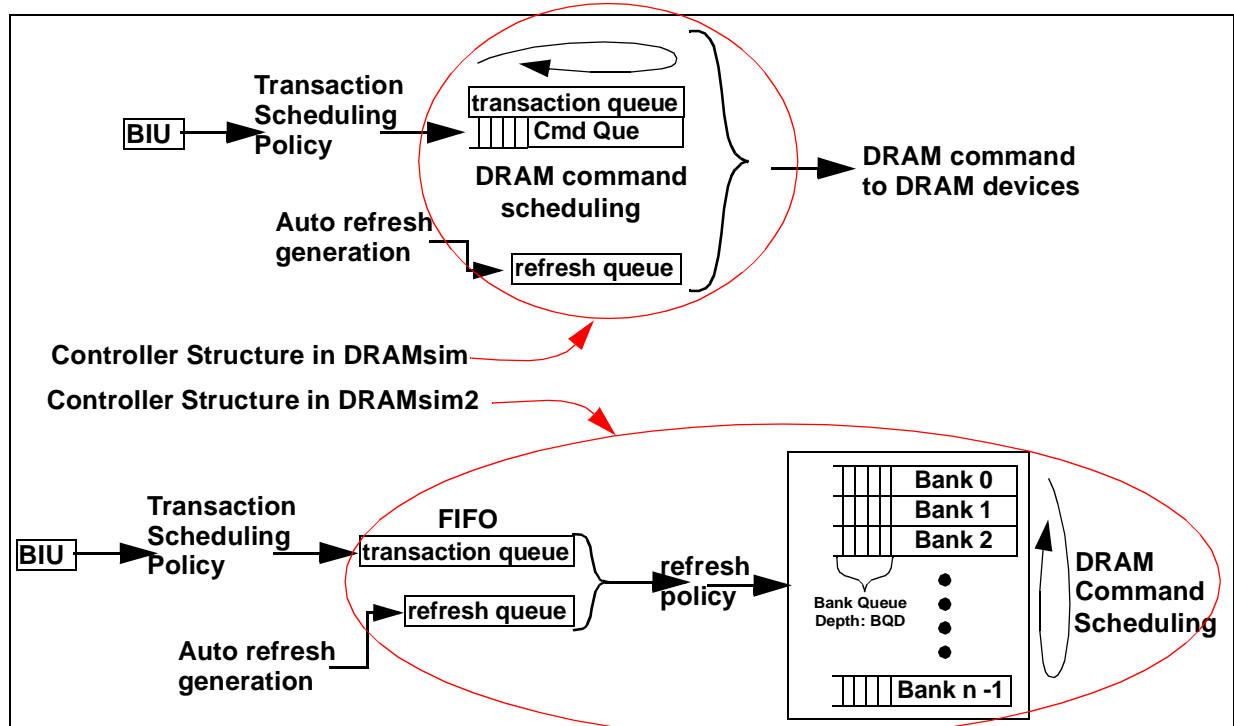 Transaction
Scheduling
Policy
BIU
transaction queue
Cmd Que
DRAM command
scheduling
DRAM command
to DRAM devices
Auto refresh
generation
refresh queue
Controller Structure in DRAMsim
Controller Structure in DRAMsim2
Transaction
Scheduling
Policy
BIU
FIFO
transaction queue
refresh queue
Auto refresh
generation
refresh
policy
Bank 0
Bank 1
Bank 2
Bank Queue
Depth: BQD
Bank n -1
DRAM
Command
Scheduling